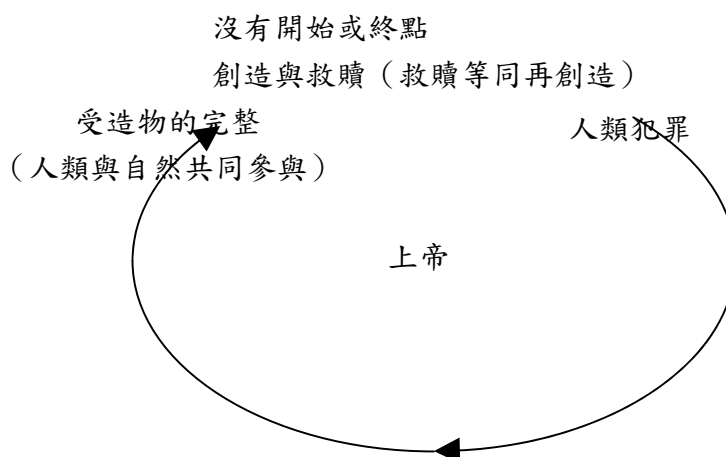 沒有開始或終點
創造與救贖（救贖等同再創造）
受造物的完整
人類犯罪
（人類與自然共同參與）
上帝